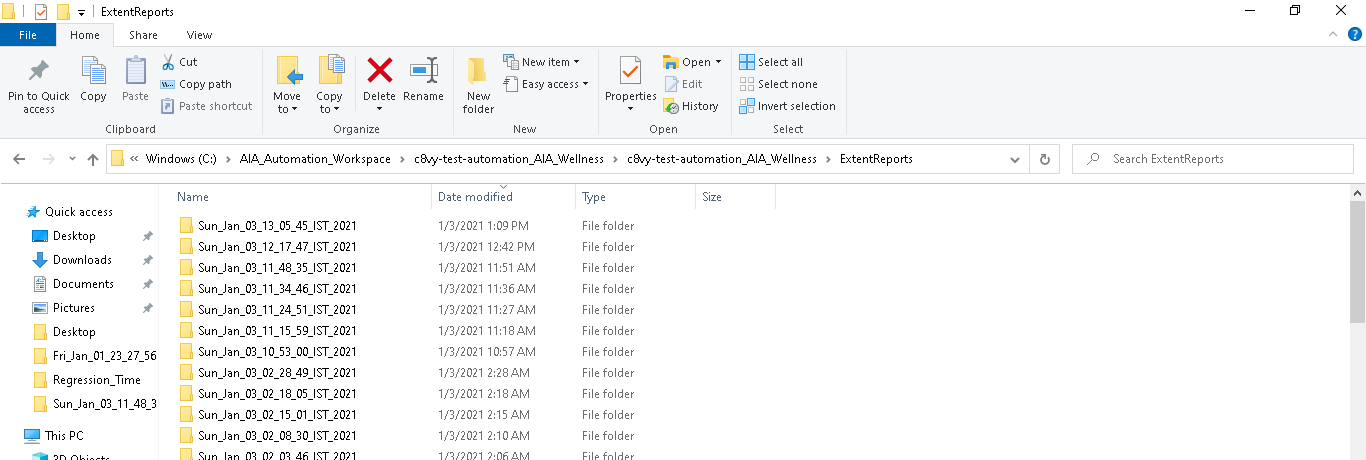 ExtentReports
File Home Share View
Pin to Quick access
Copy
Paste
Cut
Copy path
Paste shortcut
Clipboard
Move to
Copy to
Delete
Rename
Organize
New folder
New item
Easy access
New
Properties
Open
Edit
History
Open
Select all
Select none
Invert selection
Select
« Windows (C:) > AIA_Automation_Workspace > c8vy-test-automation_AIA_Wellness > c8vy-test-automation_AIA_Wellness > ExtentReports
Search ExtentReports
Quick access
Desktop
Downloads
Documents
Pictures
Desktop
Fri_Jan_01_23_27_56
Regression_Time
Sun_Jan_03_11_48_3
This PC
3D Objects
Name Date modified Type Size
Sun_Jan_03_13_05_45_IST_2021 1/3/2021 1:09 PM File folder
Sun_Jan_03_12_17_47_IST_2021 1/3/2021 12:42 PM File folder
Sun_Jan_03_11_48_35_IST_2021 1/3/2021 11:51 AM File folder
Sun_Jan_03_11_34_46_IST_2021 1/3/2021 11:36 AM File folder
Sun_Jan_03_11_24_51_IST_2021 1/3/2021 11:27 AM File folder
Sun_Jan_03_11_15_59_IST_2021 1/3/2021 11:18 AM File folder
Sun_Jan_03_10_53_00_IST_2021 1/3/2021 10:57 AM File folder
Sun_Jan_03_02_28_49_IST_2021 1/3/2021 2:28 AM File folder
Sun_Jan_03_02_18_05_IST_2021 1/3/2021 2:18 AM File folder
Sun_Jan_03_02_15_01_IST_2021 1/3/2021 2:15 AM File folder
Sun_Jan_03_02_08_30_IST_2021 1/3/2021 2:10 AM File folder
Sun_Jan_03_02_03_46_IST_2021 1/3/2021 2:06 AM File folder